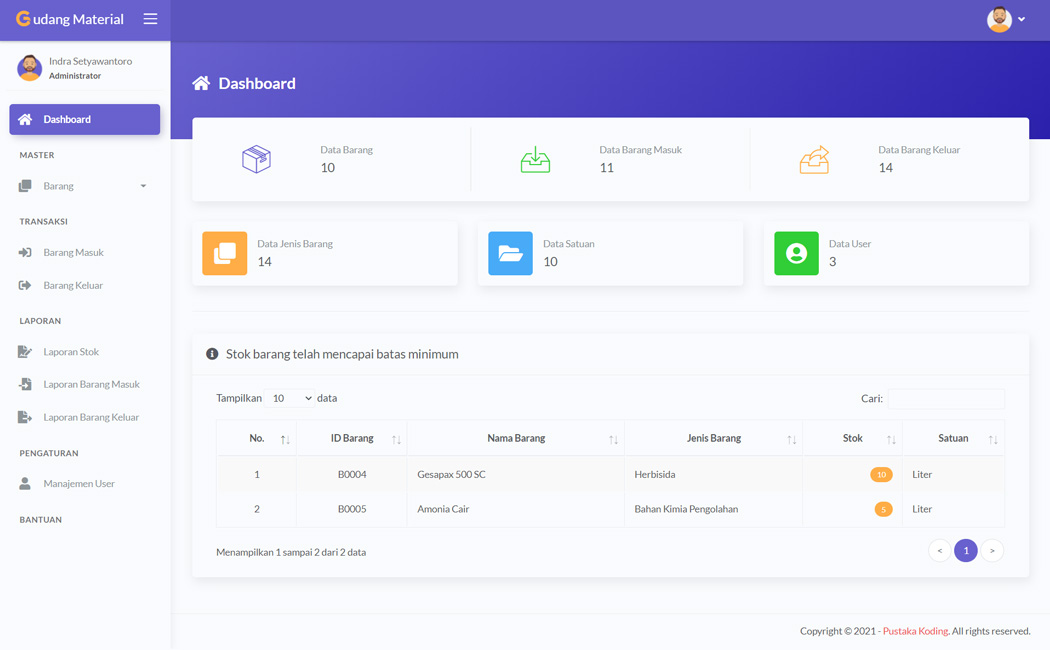 Gudang Material
Indra Setyawantoro
Administrator
Dashboard
MASTER
Barang
TRANSAKSI
Barang Masuk
Barang Keluar
LAPORAN
Laporan Stok
Laporan Barang Masuk
Laporan Barang Keluar
PENGATURAN
Manajemen User
BANTUAN
Dashboard
Data Barang
10
Data Barang Masuk
11
Data Barang Keluar
14
Data Jenis Barang
14
Data Satuan
10
Data User
3
Stok barang telah mencapai batas minimum
Tampilkan 10 data Cari:
No. ID Barang Nama Barang Jenis Barang Stok Satuan
1 B0004 Gesapax 500 SC Herbisida 10 Liter
2 B0005 Amonia Cair Bahan Kimia Pengolahan 5 Liter
Menampilkan 1 sampai 2 dari 2 data < 1 >
Copyright © 2021 - Pustaka Koding. All rights reserved.